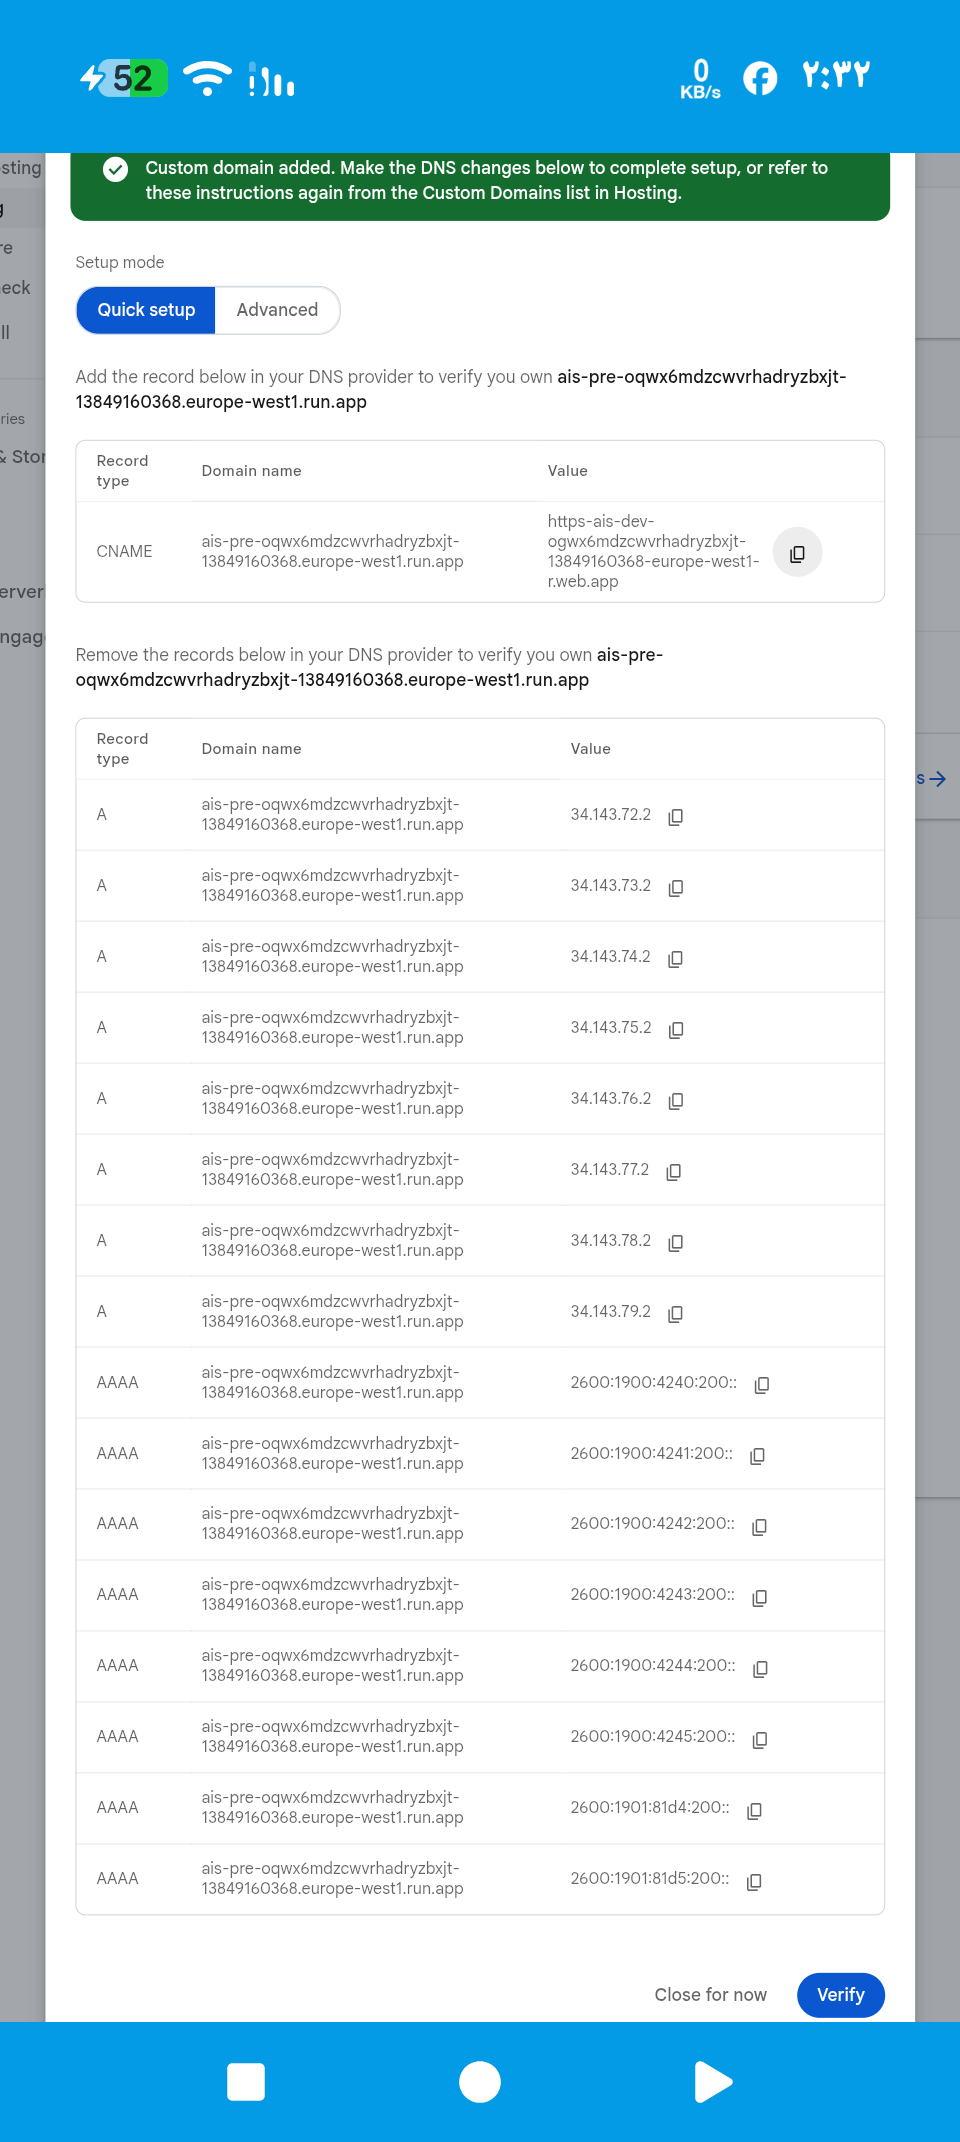 52
0
KB/s
٢:٣٢
osting
Custom domain added. Make the DNS changes below to complete setup, or refer to
these instructions again from the Custom Domains list in Hosting.
g
re
eck
ll
ries
& Stor
erver
ngage
Setup mode
Quick setup
Advanced
Add the record below in your DNS provider to verify you own ais-pre-oqwx6mdzcwvrhadryzbxjt-
13849160368.europe-west1.run.app
Record
type
Domain name
Value
CNAME
ais-pre-oqwx6mdzcwvrhadryzbxjt-
13849160368.europe-west1.run.app
https-ais-dev-
ogwx6mdzcwvrhadryzbxjt-
13849160368-europe-west1-
r.web.app
Remove the records below in your DNS provider to verify you own ais-pre-
oqwx6mdzcwvrhadryzbxjt-13849160368.europe-west1.run.app
Record
type
Domain name
Value
A
ais-pre-oqwx6mdzcwvrhadryzbxjt-
13849160368.europe-west1.run.app
34.143.72.2
s
A
ais-pre-oqwx6mdzcwvrhadryzbxjt-
13849160368.europe-west1.run.app
34.143.73.2
A
ais-pre-oqwx6mdzcwvrhadryzbxjt-
13849160368.europe-west1.run.app
34.143.74.2
A
ais-pre-oqwx6mdzcwvrhadryzbxjt-
13849160368.europe-west1.run.app
34.143.75.2
A
ais-pre-oqwx6mdzcwvrhadryzbxjt-
13849160368.europe-west1.run.app
34.143.76.2
A
ais-pre-oqwx6mdzcwvrhadryzbxjt-
13849160368.europe-west1.run.app
34.143.77.2
A
ais-pre-oqwx6mdzcwvrhadryzbxjt-
13849160368.europe-west1.run.app
34.143.78.2
A
ais-pre-oqwx6mdzcwvrhadryzbxjt-
13849160368.europe-west1.run.app
34.143.79.2
AAAA
ais-pre-oqwx6mdzcwvrhadryzbxjt-
13849160368.europe-west1.run.app
2600:1900:4240:200::
AAAA
ais-pre-oqwx6mdzcwvrhadryzbxjt-
13849160368.europe-west1.run.app
2600:1900:4241:200::
AAAA
ais-pre-oqwx6mdzcwvrhadryzbxjt-
13849160368.europe-west1.run.app
2600:1900:4242:200::
AAAA
ais-pre-oqwx6mdzcwvrhadryzbxjt-
13849160368.europe-west1.run.app
2600:1900:4243:200::
AAAA
ais-pre-oqwx6mdzcwvrhadryzbxjt-
13849160368.europe-west1.run.app
2600:1900:4244:200::
AAAA
ais-pre-oqwx6mdzcwvrhadryzbxjt-
13849160368.europe-west1.run.app
2600:1900:4245:200::
AAAA
ais-pre-oqwx6mdzcwvrhadryzbxjt-
13849160368.europe-west1.run.app
2600:1901:81d4:200::
AAAA
ais-pre-oqwx6mdzcwvrhadryzbxjt-
13849160368.europe-west1.run.app
2600:1901:81d5:200::
Close for now
Verify